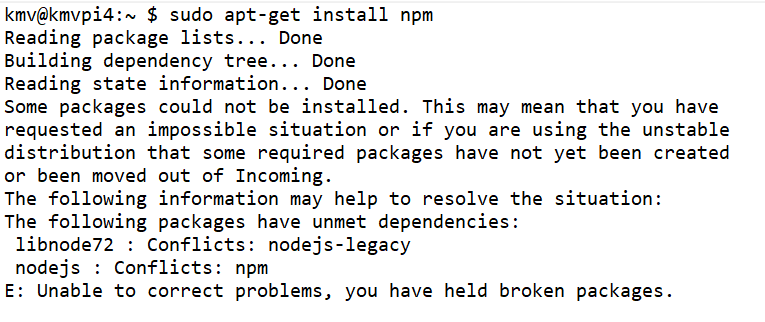 kmv@kmvpi4:~ $ sudo apt-get install npm
Reading package lists... Done
Building dependency tree... Done
Reading state information... Done
Some packages could not be installed. This may mean that you have
requested an impossible situation or if you are using the unstable
distribution that some required packages have not yet been created
or been moved out of Incoming.
The following information may help to resolve the situation:
The following packages have unmet dependencies:
 libnode72 : Conflicts: nodejs-legacy
 nodejs : Conflicts: npm
E: Unable to correct problems, you have held broken packages.